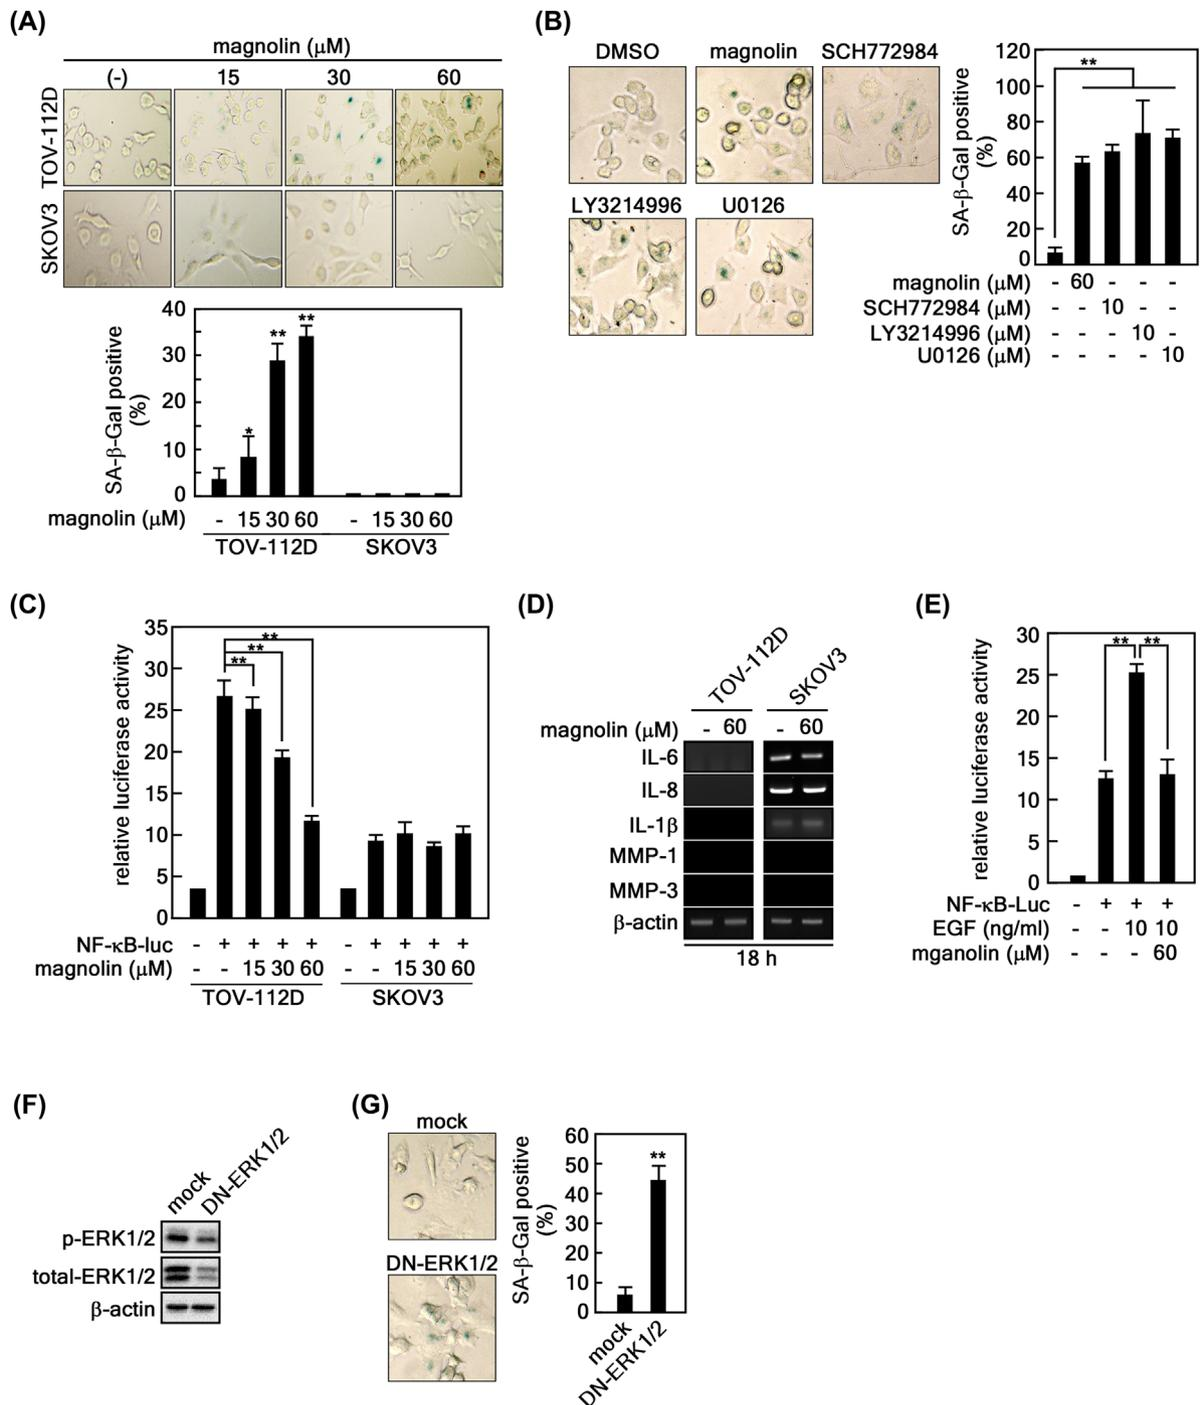 (A)
magnolin (μM)
(-) 15 30 60
TOV-112D
SKOV3
40
30
20
10
0
SA-β-Gal positive
(%)
*
**
**
magnolin (μM) - 15 30 60 - 15 30 60
TOV-112D SKOV3
(B)
DMSO magnolin SCH772984
LY3214996 U0126
120
100
80
60
40
20
0
SA-β-Gal positive
(%)
**
magnolin (μM) - 60 - - -
SCH772984 (μM) - - 10 - -
LY3214996 (μM) - - - 10 -
U0126 (μM) - - - - 10
(C)
35
30
25
20
15
10
5
0
relative luciferase activity
**
**
**
NF-κB-luc - + + + + - + + + +
magnolin (μM) - - 15 30 60 - - 15 30 60
TOV-112D SKOV3
(D)
TOV-112D SKOV3
magnolin (μM) - 60 - 60
IL-6
IL-8
IL-1β
MMP-1
MMP-3
β-actin
18 h
(E)
30
25
20
15
10
5
0
relative luciferase activity
** **
NF-κB-Luc - + + +
EGF (ng/ml) - - 10 10
mganolin (μM) - - - 60
(F)
mock DN-ERK1/2
p-ERK1/2
total-ERK1/2
β-actin
(G)
mock
DN-ERK1/2
60
50
40
30
20
10
0
SA-β-Gal positive
(%)
**
mock DN-ERK1/2